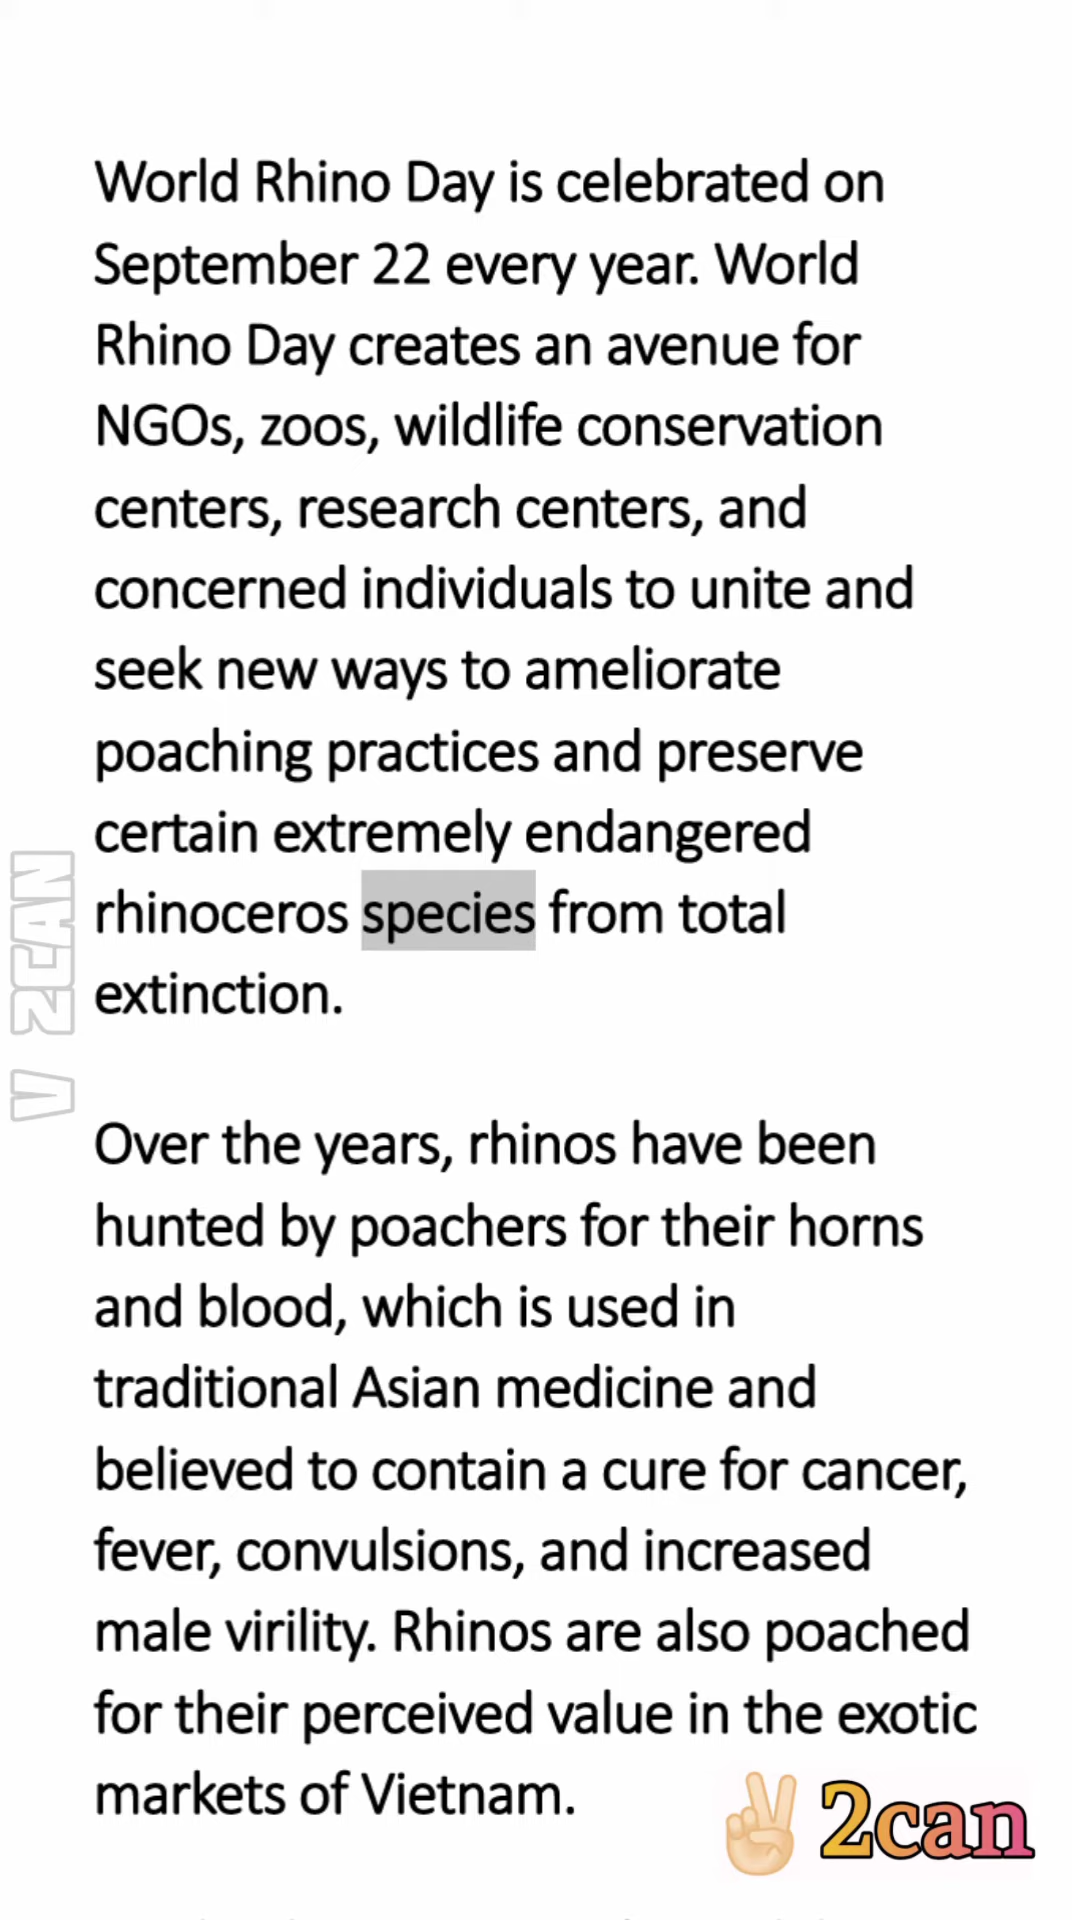 World Rhino Day is celebrated on
September 22 every year. World
Rhino Day creates an avenue for
NGOs, zoos, wildlife conservation
centers, research centers, and
concerned individuals to unite and
seek new ways to ameliorate
poaching practices and preserve
certain extremely endangered
rhinoceros species from total
extinction.
Over the years, rhinos have been
hunted by poachers for their horns
and blood, which is used in
traditional Asian medicine and
believed to contain a cure for cancer,
fever, convulsions, and increased
male virility. Rhinos are also poached
for their perceived value in the exotic
markets of Vietnam.
V 2CAN
2can